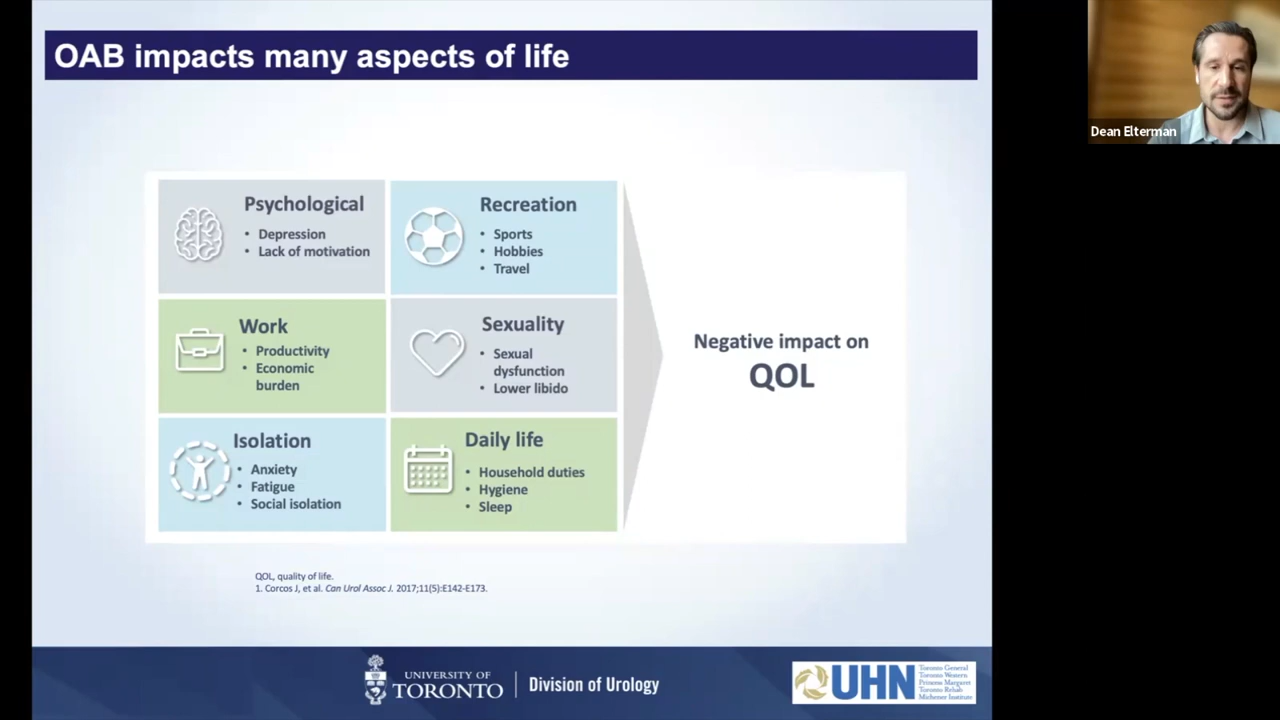 OAB impacts many aspects of life
Dean Elterman
Psychological
• Depression
• Lack of motivation
Recreation
• Sports
• Hobbies
• Travel
Work
• Productivity
• Economic
burden
Sexuality
• Sexual
dysfunction
• Lower libido
Isolation
• Anxiety
• Fatigue
• Social isolation
Daily life
• Household duties
• Hygiene
• Sleep
Negative impact on
QOL
QOL, quality of life.
1. Corcos J, et al. Can Urol Assoc J. 2017;11(5):E142-E173.
UNIVERSITY OF
TORONTO
Division of Urology
UHN
Toronto General
Toronto Western
Princess Margaret
Toronto Rehab
Michener Institute